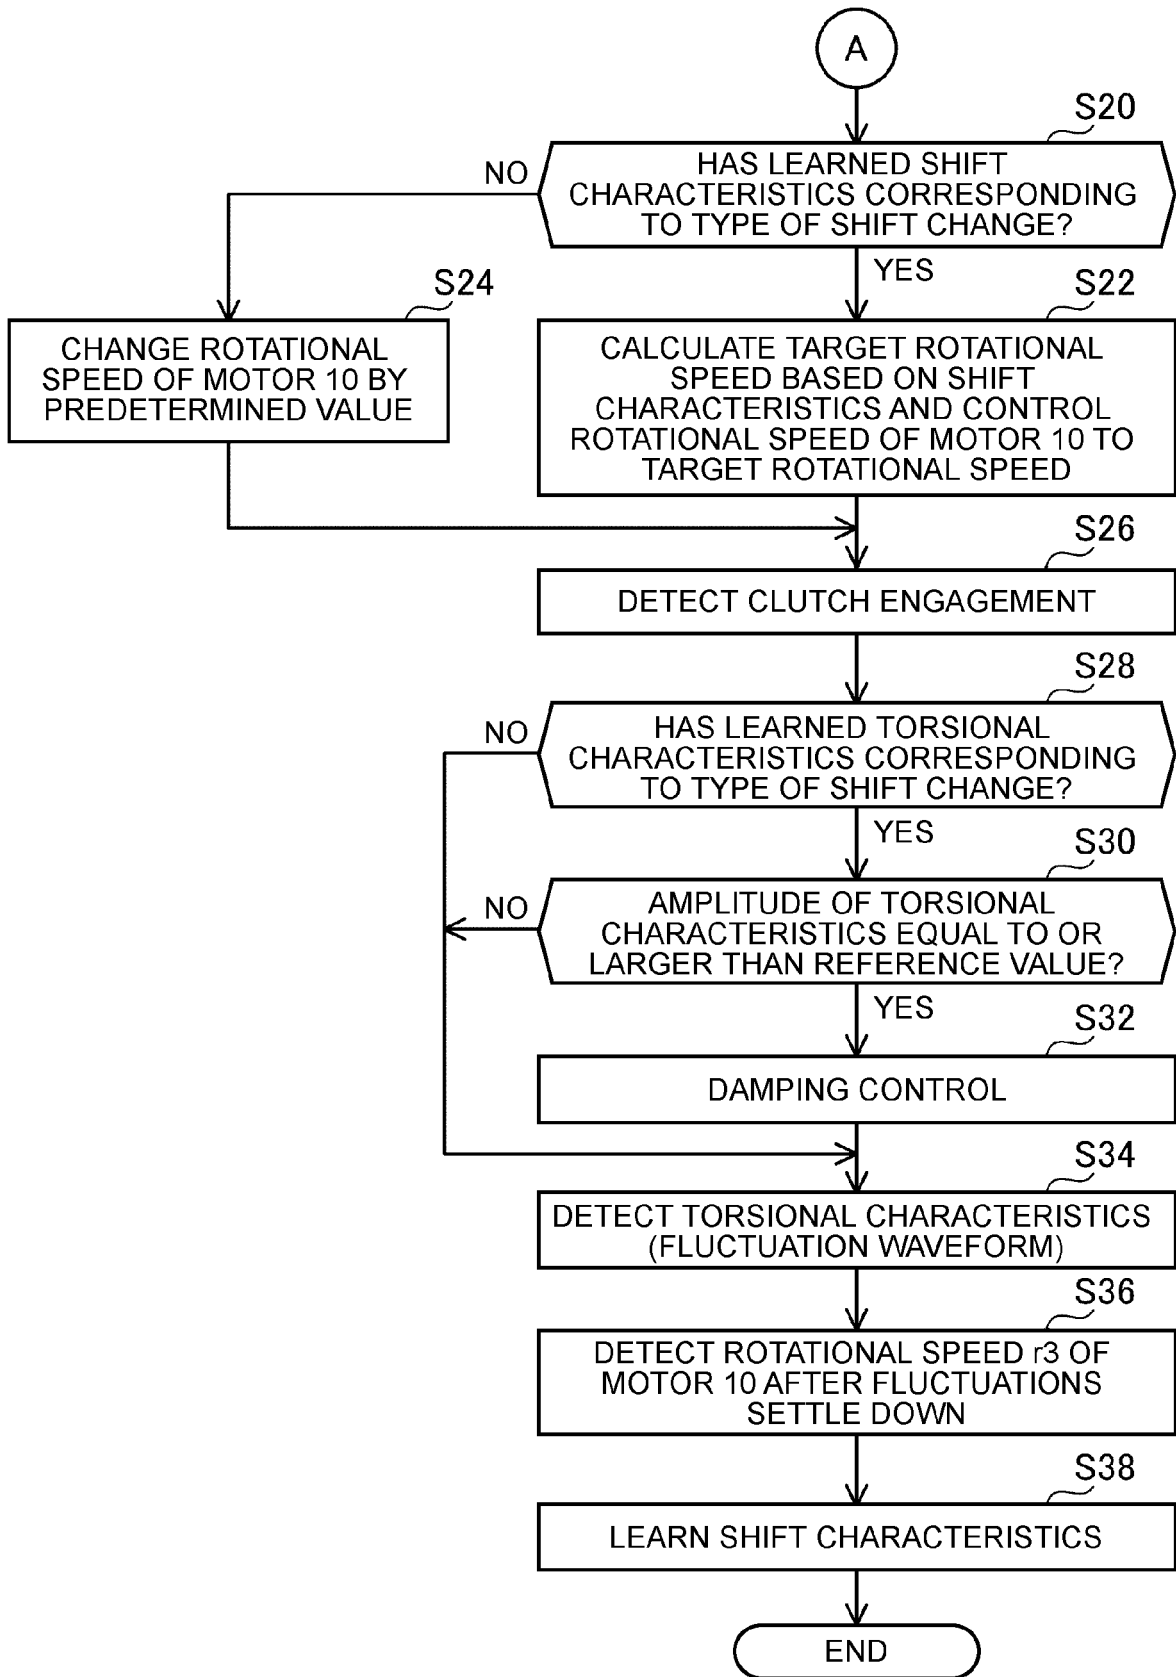 A
S20
HAS LEARNED SHIFT
CHARACTERISTICS CORRESPONDING
TO TYPE OF SHIFT CHANGE?
NO
YES
S24
CHANGE ROTATIONAL
SPEED OF MOTOR 10 BY
PREDETERMINED VALUE
S22
CALCULATE TARGET ROTATIONAL
SPEED BASED ON SHIFT
CHARACTERISTICS AND CONTROL
ROTATIONAL SPEED OF MOTOR 10 TO
TARGET ROTATIONAL SPEED
S26
DETECT CLUTCH ENGAGEMENT
S28
HAS LEARNED TORSIONAL
CHARACTERISTICS CORRESPONDING
TO TYPE OF SHIFT CHANGE?
NO
YES
S30
AMPLITUDE OF TORSIONAL
CHARACTERISTICS EQUAL TO OR
LARGER THAN REFERENCE VALUE?
NO
YES
S32
DAMPING CONTROL
S34
DETECT TORSIONAL CHARACTERISTICS
(FLUCTUATION WAVEFORM)
S36
DETECT ROTATIONAL SPEED r3 OF
MOTOR 10 AFTER FLUCTUATIONS
SETTLE DOWN
S38
LEARN SHIFT CHARACTERISTICS
END